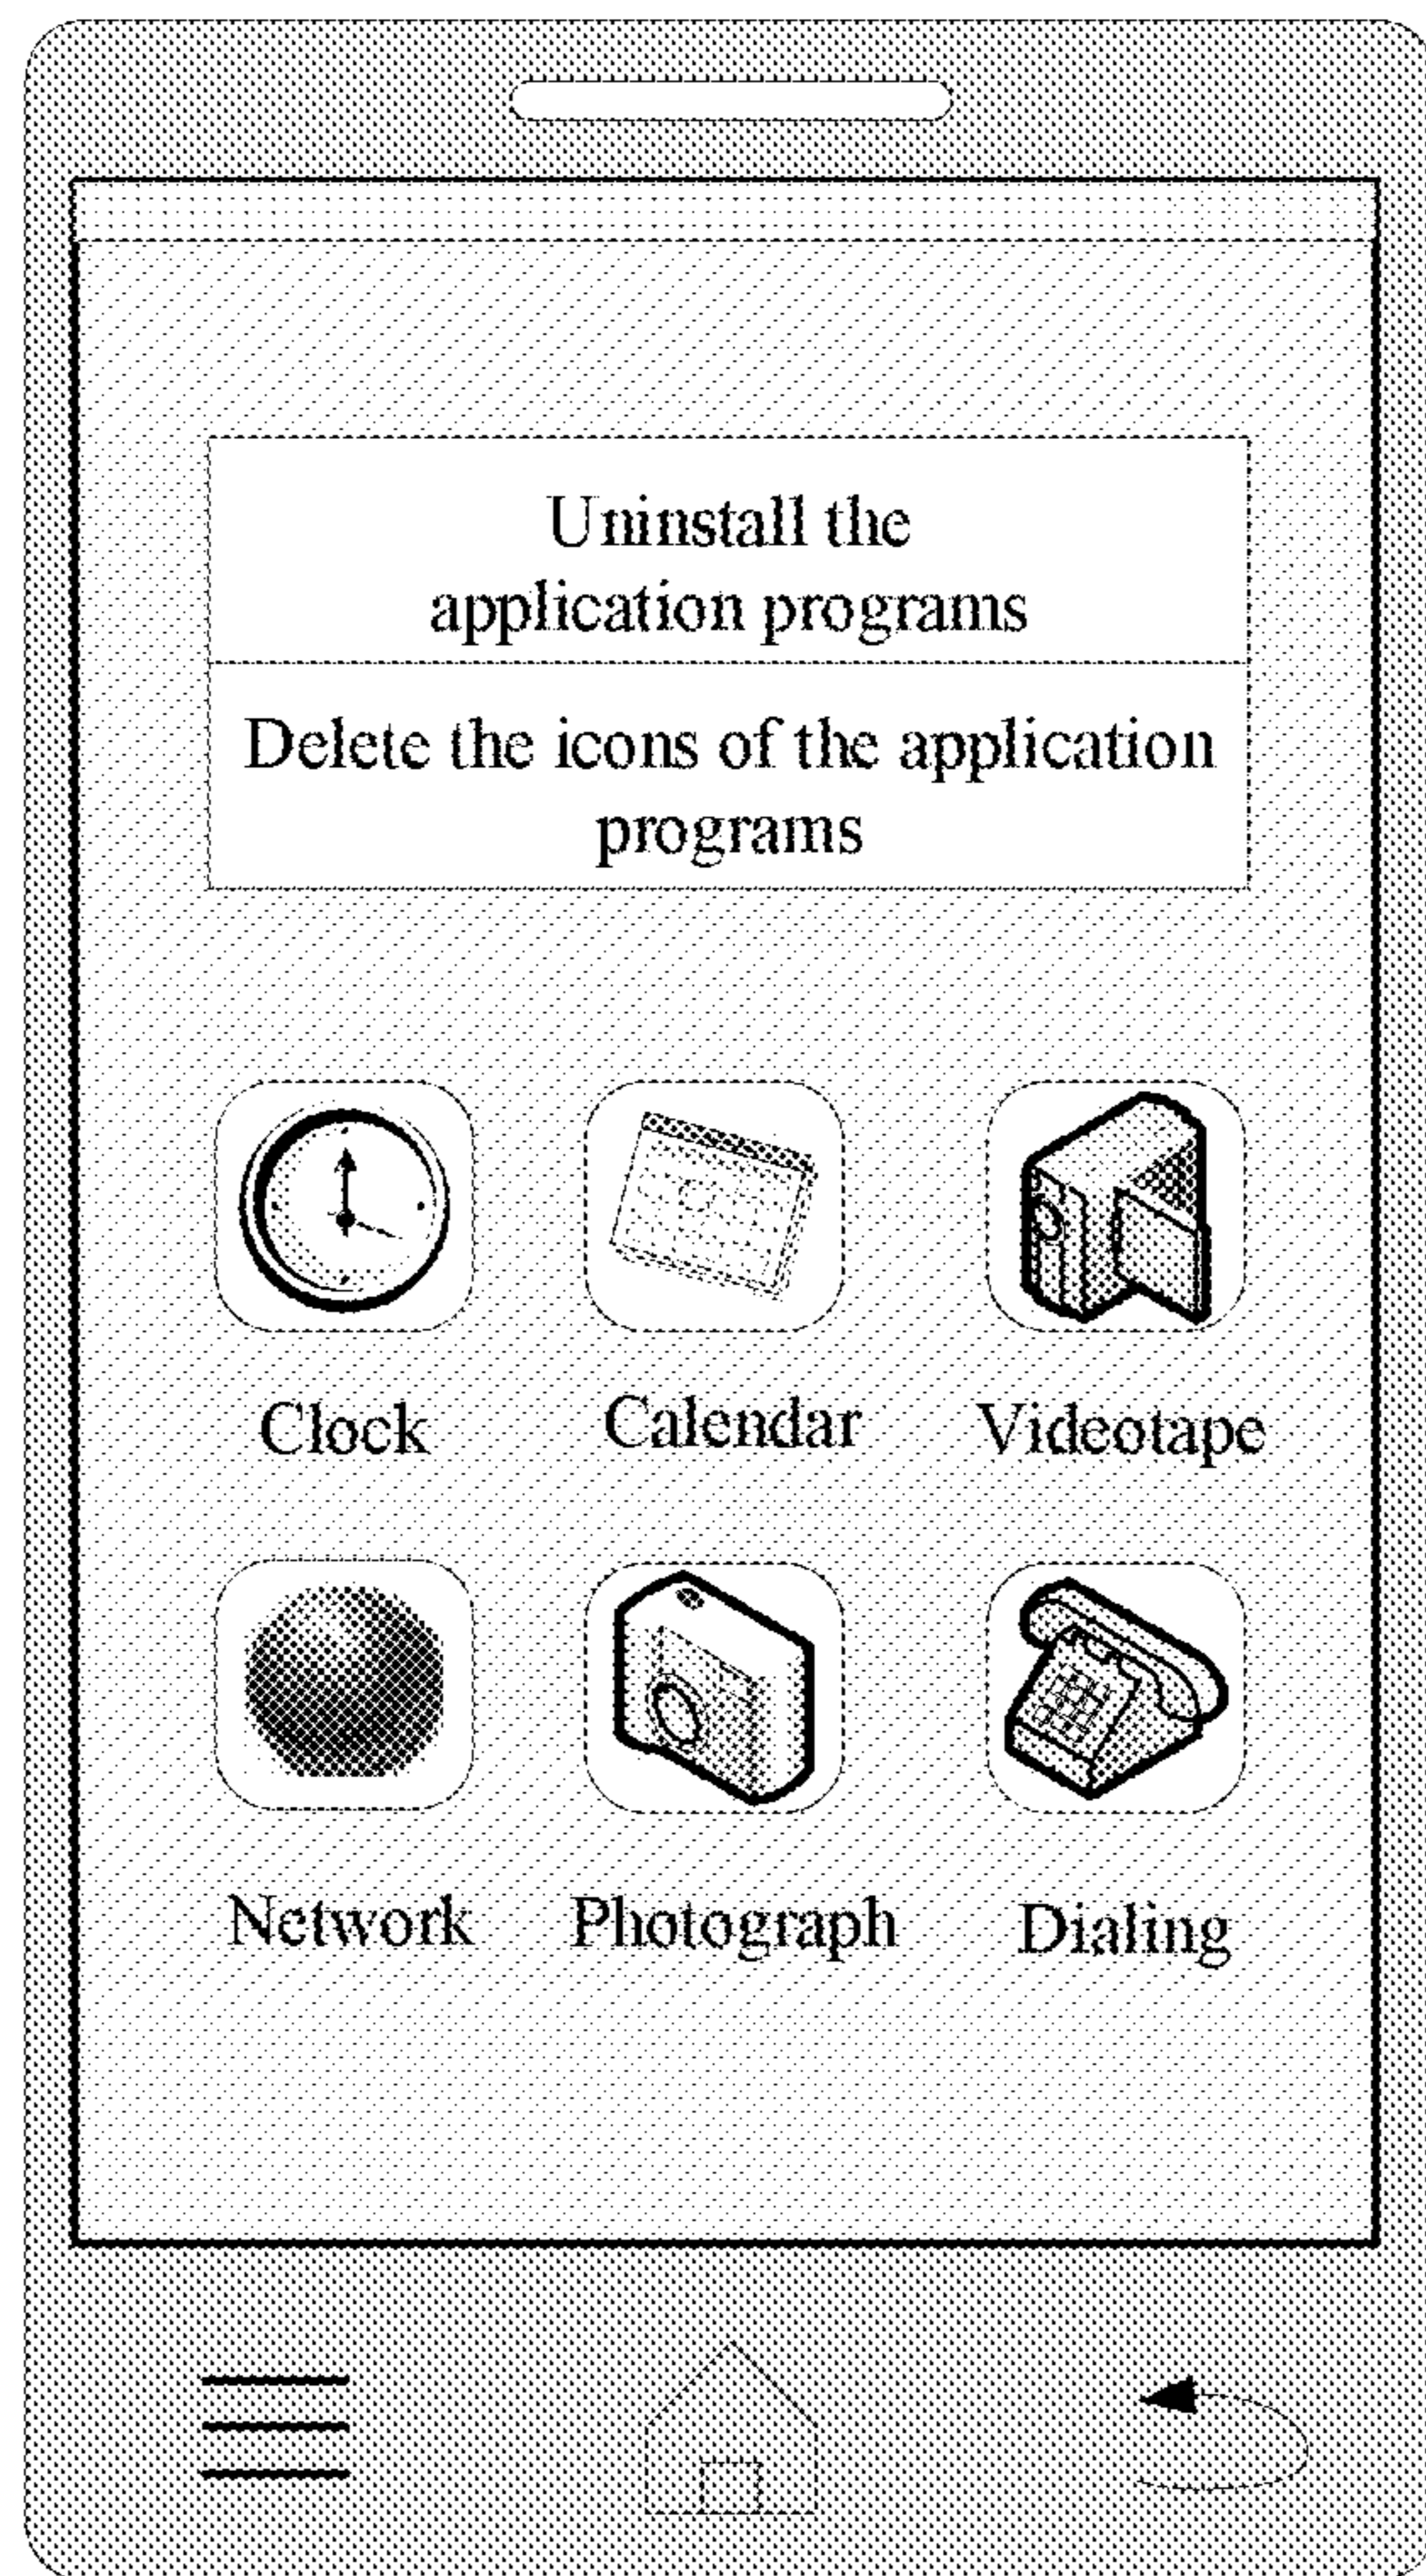 Uninstall the
application programs
Delete the icons of the application
programs
Clock Calendar Videotape
Network Photograph Dialing